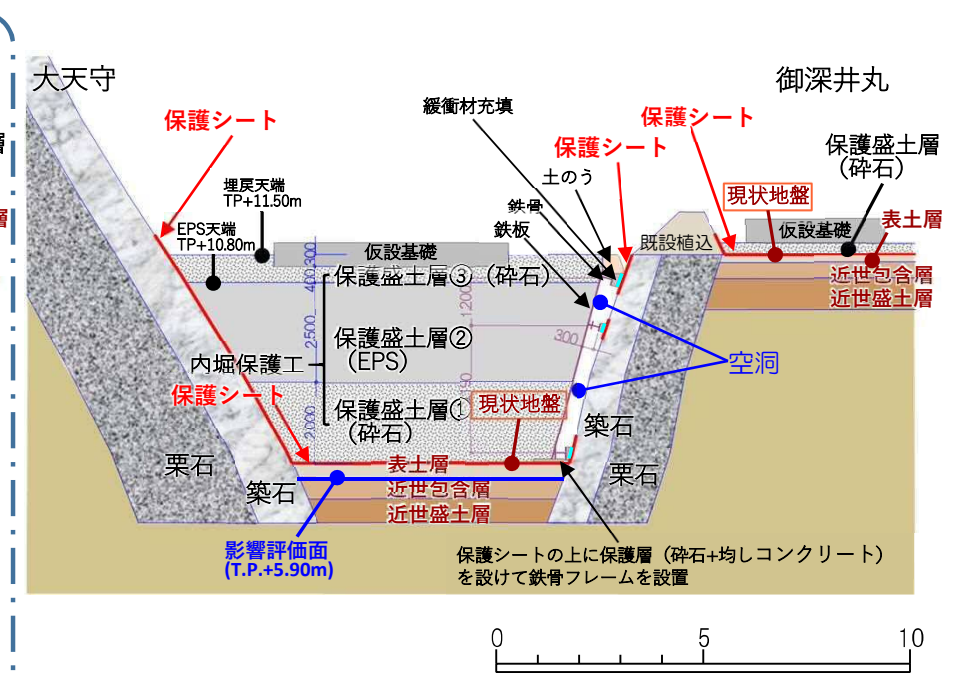 大天守
御深井丸
保護シート
緩衝材充填
保護シート
保護シート
土のう
鉄骨
鉄板
埋戻天端
TP+11.50m
EPS天端
TP+10.80m
仮設基礎
既設植込
現状地盤
仮設基礎
保護盛土層
（砕石）
表土層
近世包含層
近世盛土層
400
300
保護盛土層③（砕石）
1200
2,500
保護盛土層②
（EPS）
内堀保護工
300
空洞
保護シート
2,000
保護盛土層①
（砕石）
現状地盤
築石
栗石
栗石
築石
表土層
近世包含層
近世盛土層
影響評価面
(T.P.+5.90m)
保護シートの上に保護層（砕石+均しコンクリート）
を設けて鉄骨フレームを設置
0
5
10
層
層